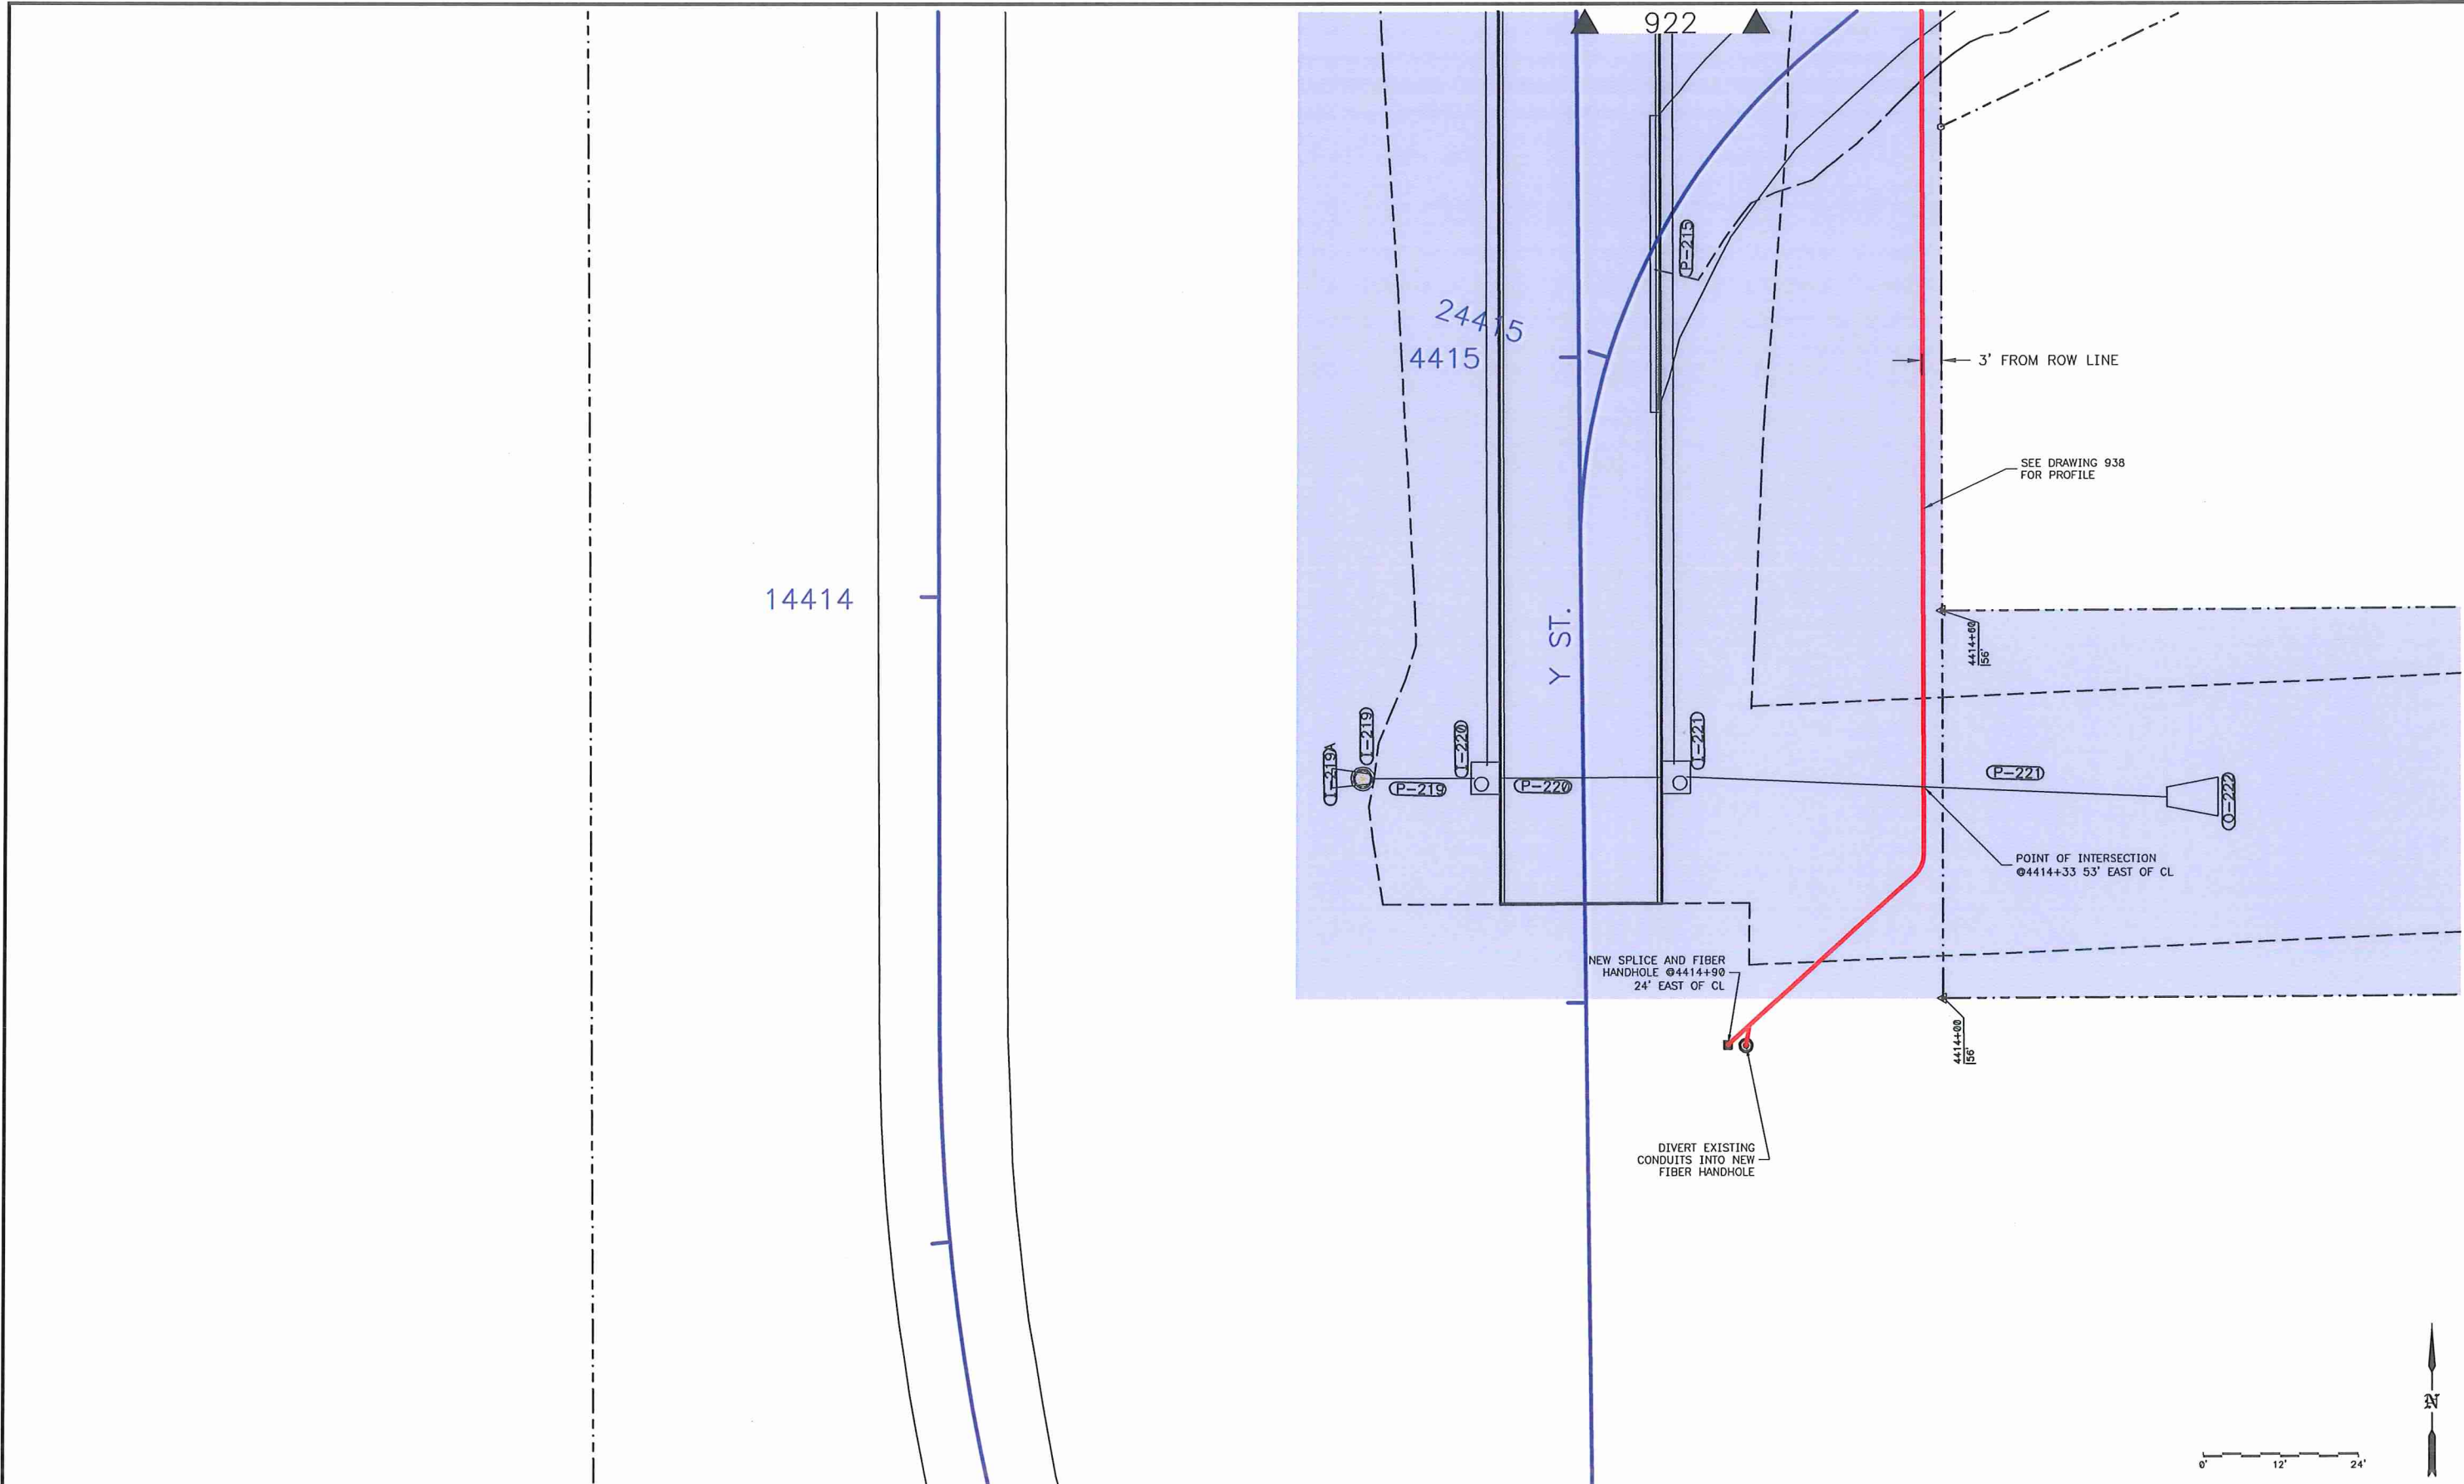 922
24415
4415
P-215
3' FROM ROW LINE
SEE DRAWING 938
FOR PROFILE
14414
Y ST.
4414+60
56'
I-219A
I-219
I-220
I-221
P-219
P-220
P-221
O-222
POINT OF INTERSECTION
@4414+33 53' EAST OF CL
NEW SPLICE AND FIBER
HANDHOLE @4414+90
24' EAST OF CL
4414+00
56'
DIVERT EXISTING
CONDUITS INTO NEW
FIBER HANDHOLE
N
0' 12' 24'